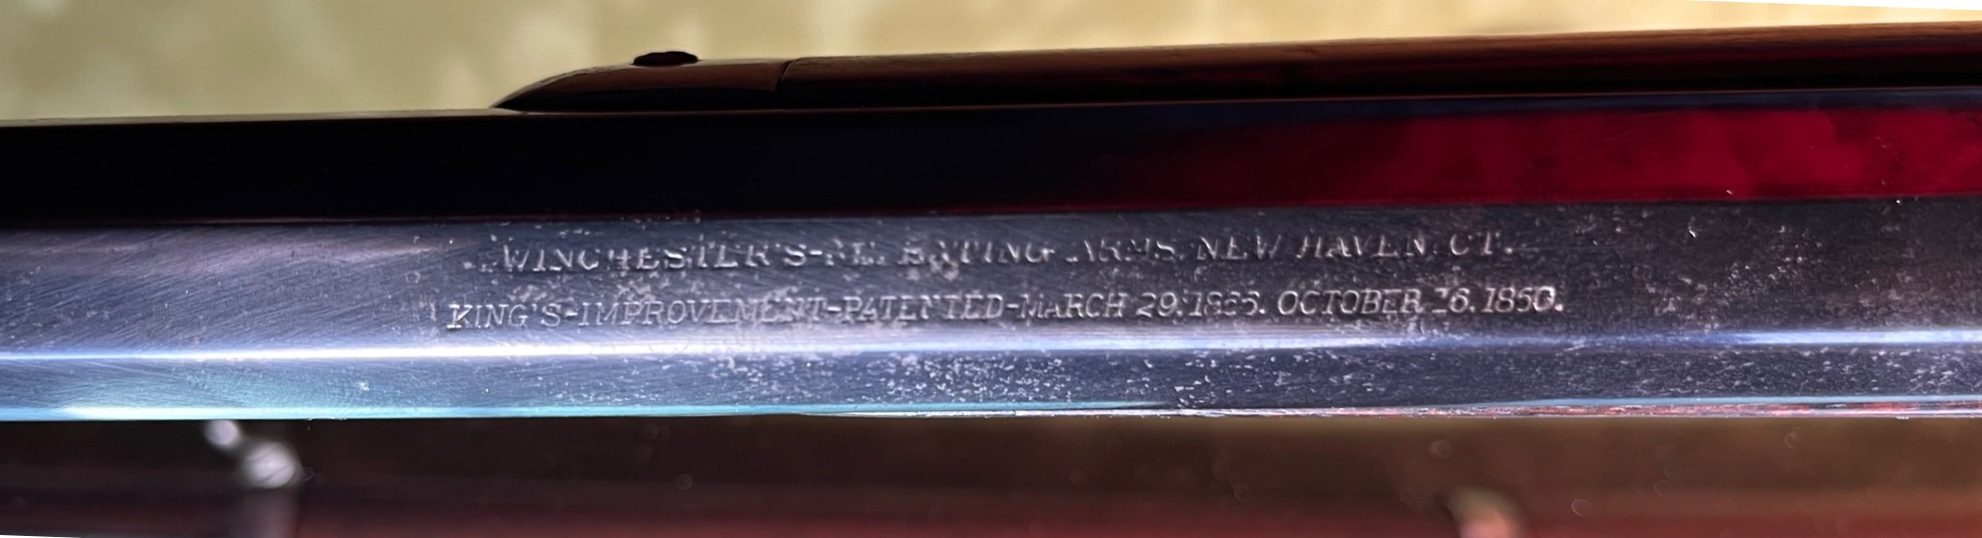 WINCHESTER'S-REPEATING-ARMS. NEW HAVEN. CT.
KING'S-IMPROVEMENT-PATENTED-MARCH 29.1866. OCTOBER 16.1860.